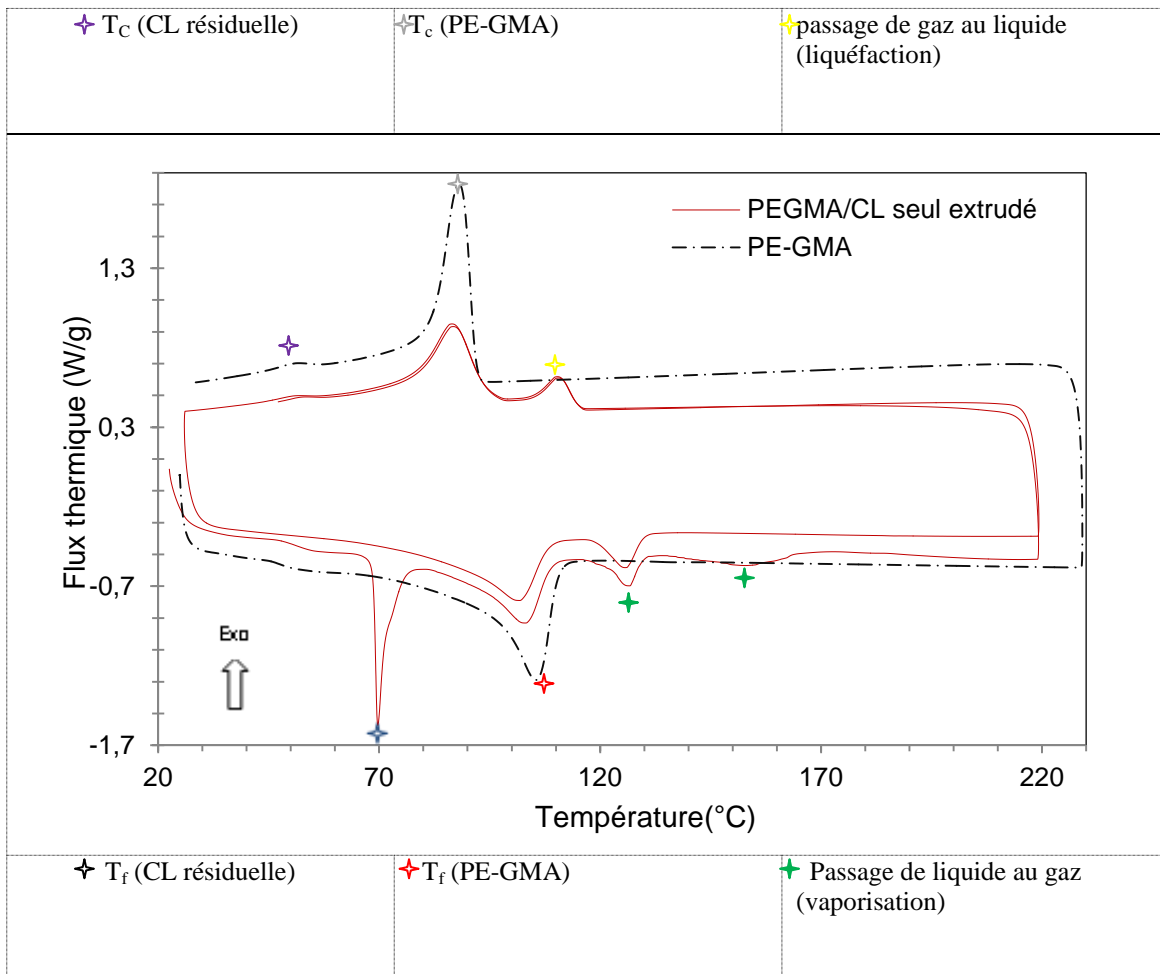 T_C (CL résiduelle)
T_c (PE-GMA)
passage de gaz au liquide
(liquéfaction)
PEGMA/CL seul extrudé
PE-GMA
1,3
0,3
-0,7
-1,7
Flux thermique (W/g)
Exo
20 70 120 170 220
Température(°C)
T_f (CL résiduelle)
T_f (PE-GMA)
Passage de liquide au gaz
(vaporisation)